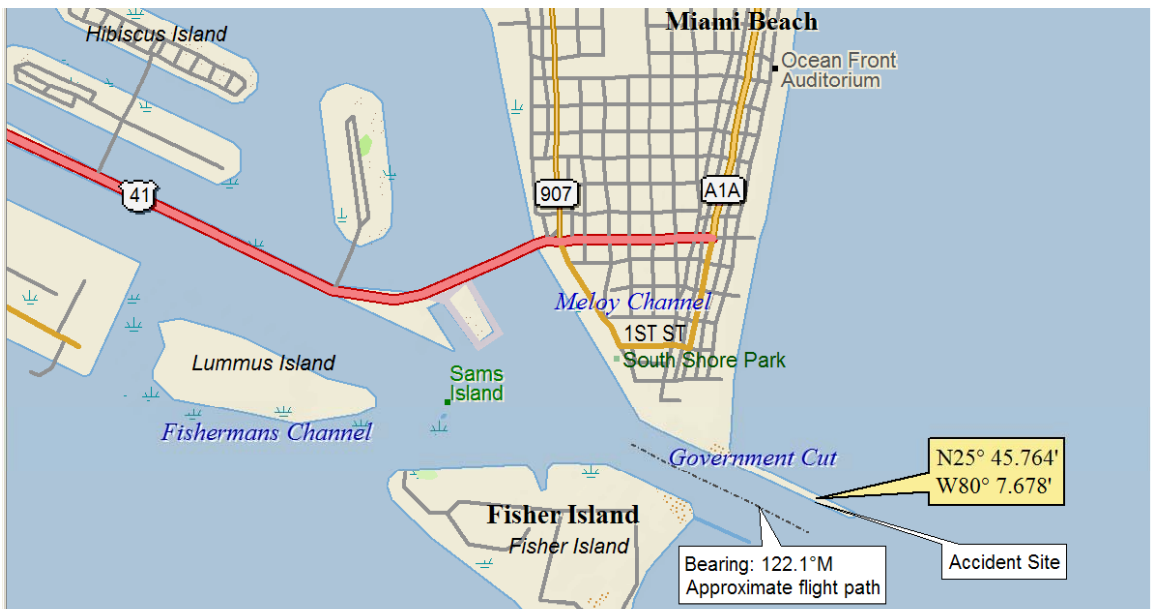 Miami Beach
Hibiscus Island
Ocean Front
Auditorium
41
907
A1A
Meloy Channel
1ST ST
South Shore Park
Lummus Island
Sams
Island
Fishermans Channel
Government Cut
N25° 45.764'
W80° 7.678'
Fisher Island
Fisher Island
Bearing: 122.1°M
Approximate flight path
Accident Site